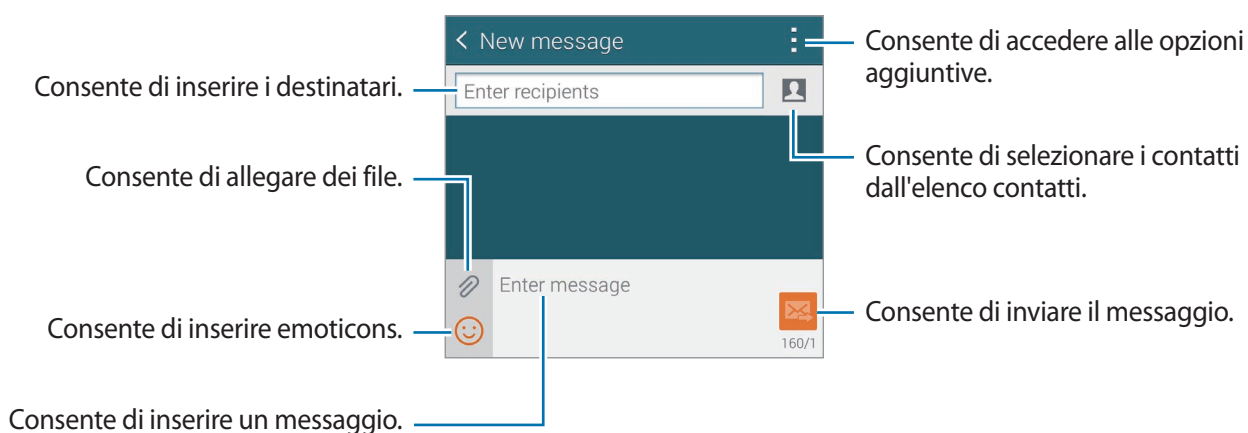 New message
Consente di accedere alle opzioni
aggiuntive.
Consente di inserire i destinatari.
Enter recipients
Consente di selezionare i contatti
dall'elenco contatti.
Consente di allegare dei file.
Enter message
Consente di inviare il messaggio.
Consente di inserire emoticons.
160/1
Consente di inserire un messaggio.